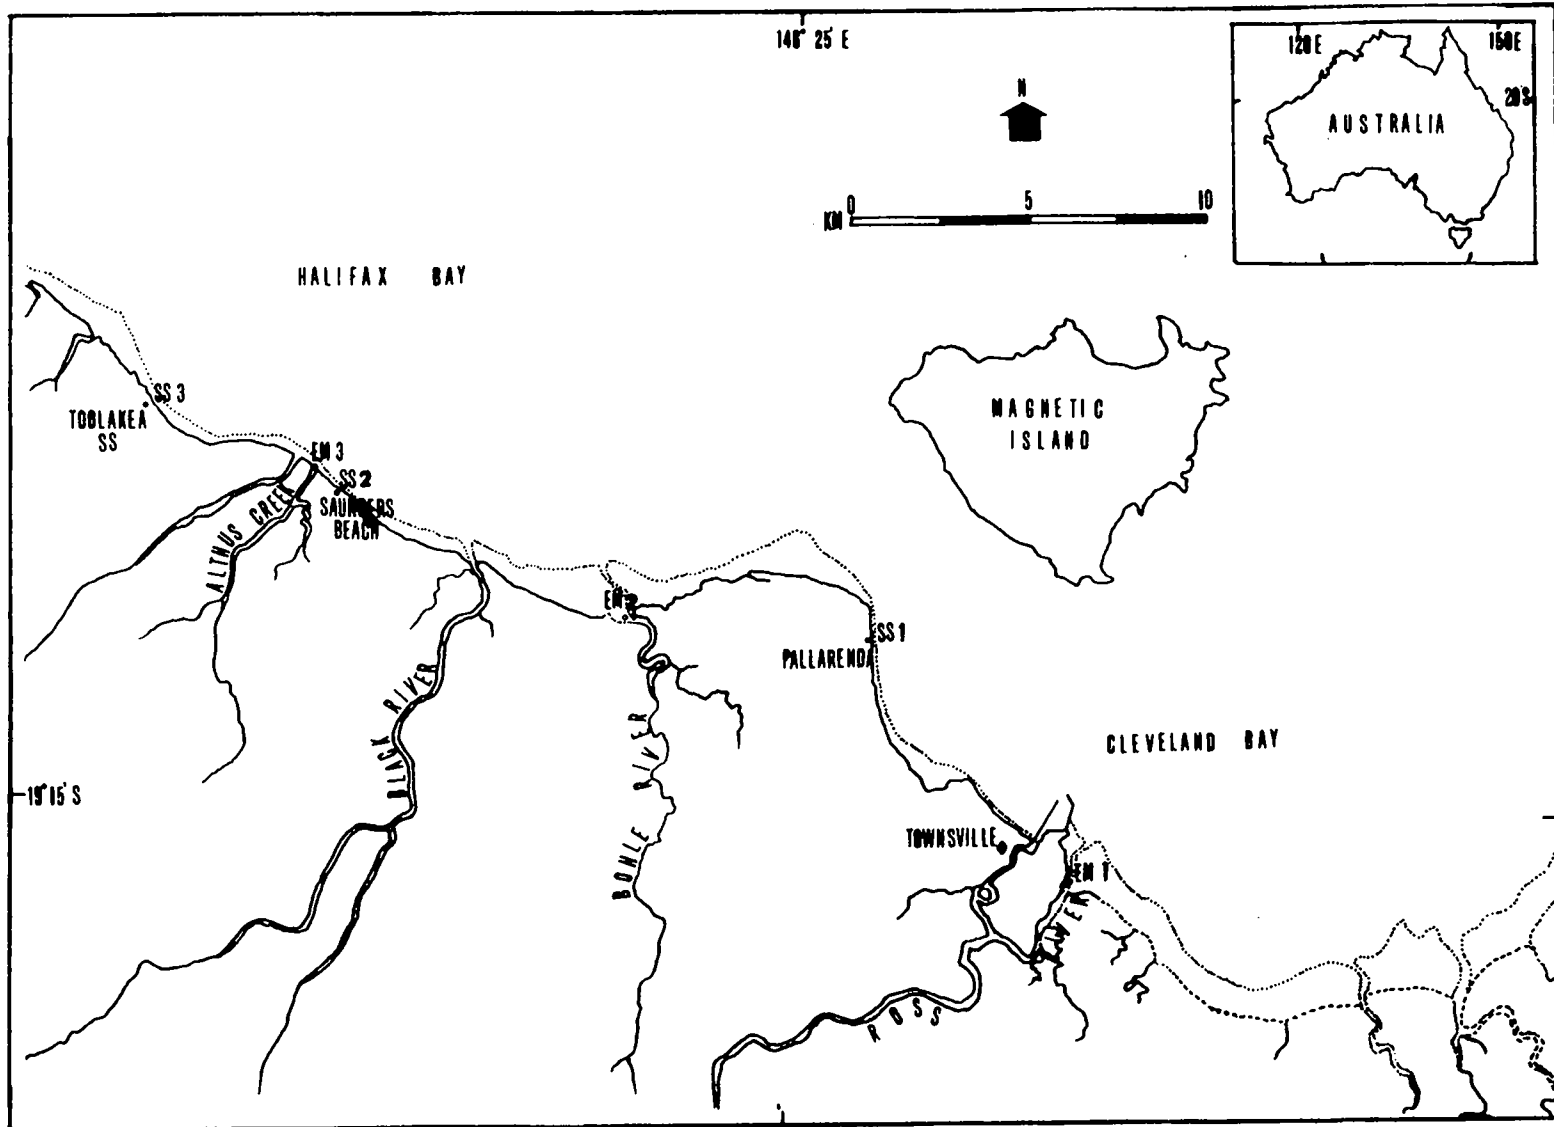 146° 25' E
120E
150E
20°S
AUSTRALIA
N
KM
0
5
10
HALIFAX BAY
MAGNETIC
ISLAND
SS 3
TOOLAKEA
SS
EM 3
SS 2
SAUNDERS
BEACH
ALTHUS CREEK
BLACK RIVER
EM 2
BOHLE RIVER
SS 1
PALLARENDA
CLEVELAND BAY
19° 15' S
TOWNSVILLE
EM 1
ROSS RIVER